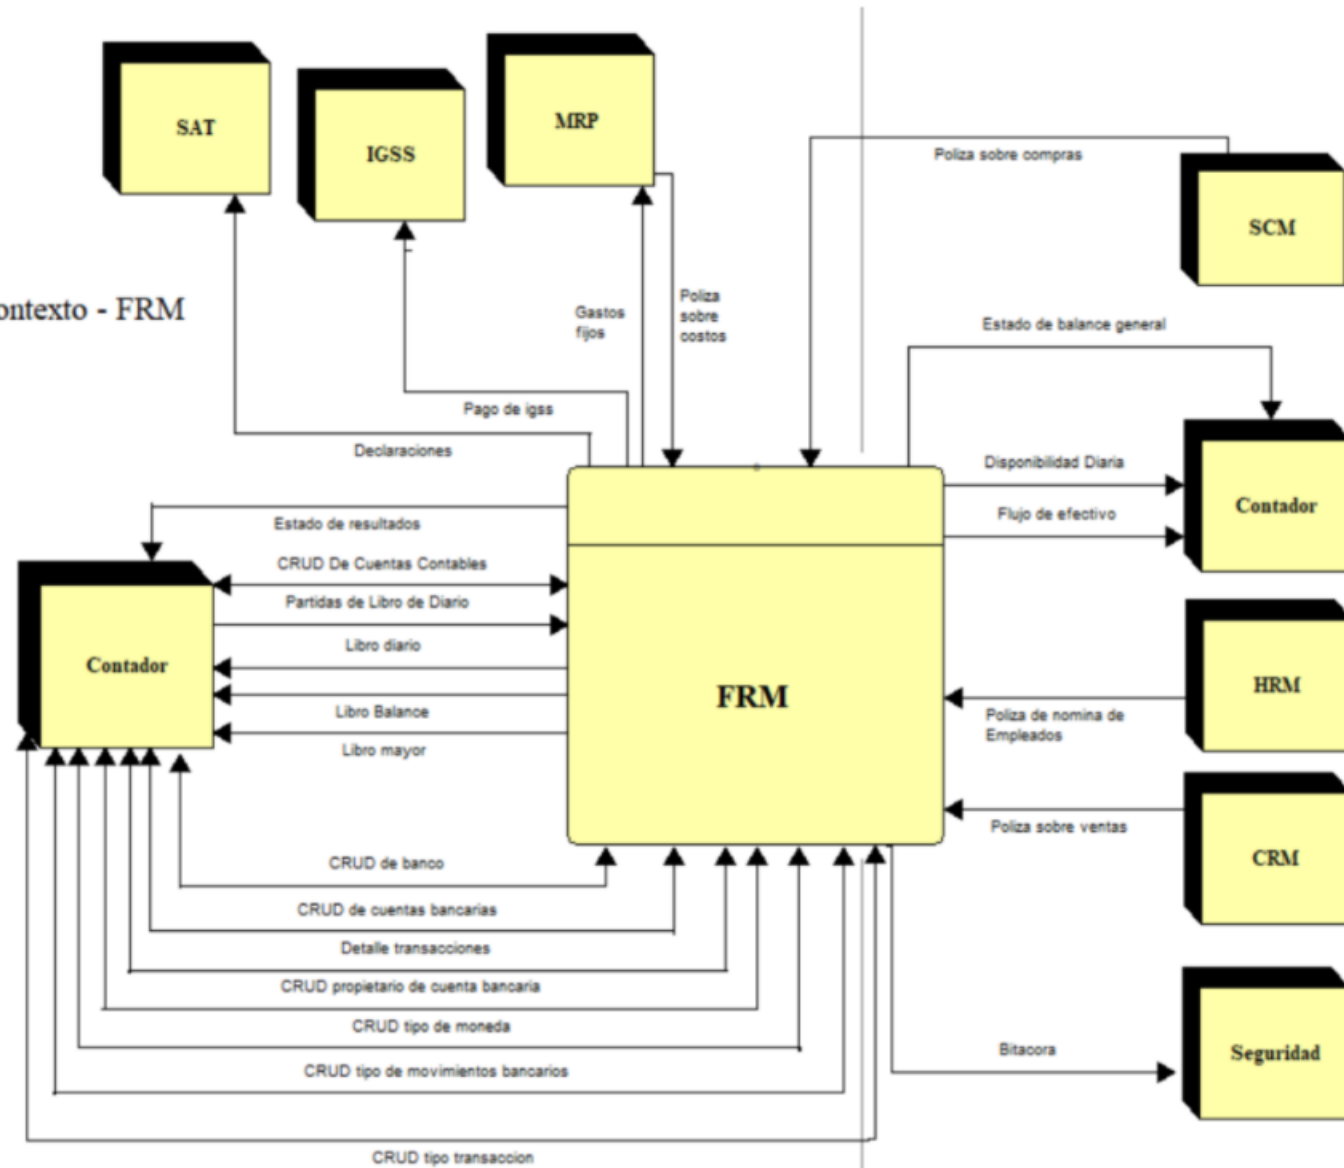 SAT
IGSS
MRP
Poliza sobre compras
SCM
ontexto - FRM
Gastos
fijos
Poliza
sobre
costos
Estado de balance general
Pago de igss
Declaraciones
Disponibilidad Diaria
Flujo de efectivo
Contador
Estado de resultados
CRUD De Cuentas Contables
Partidas de Libro de Diario
Libro diario
Contador
Libro Balance
Libro mayor
FRM
HRM
Poliza de nomina de
Empleados
Poliza sobre ventas
CRM
CRUD de banco
CRUD de cuentas bancarias
Detalle transacciones
CRUD propietario de cuenta bancaria
CRUD tipo de moneda
CRUD tipo de movimientos bancarios
CRUD tipo transaccion
Bitacora
Seguridad